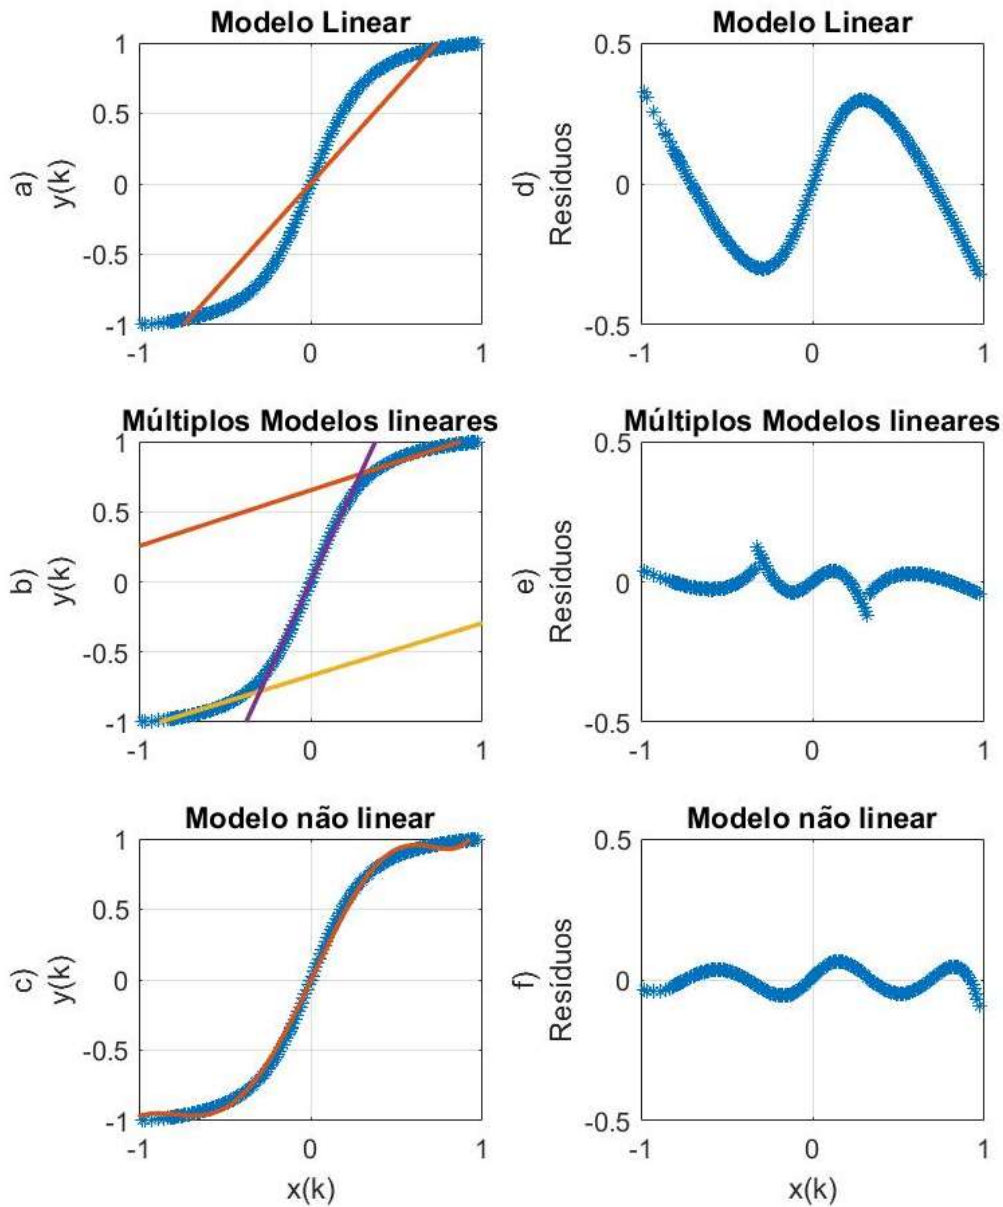 Modelo Linear
1
0.5
0
-0.5
-1
-1 0 1
a)
y(k)
Modelo Linear
0.5
0
-0.5
-1 0 1
d)
Resíduos
Múltiplos Modelos lineares
1
0.5
0
-0.5
-1
-1 0 1
b)
y(k)
Múltiplos Modelos lineares
0.5
0
-0.5
-1 0 1
e)
Resíduos
Modelo não linear
1
0.5
0
-0.5
-1
-1 0 1
c)
y(k)
x(k)
Modelo não linear
0.5
0
-0.5
-1 0 1
f)
Resíduos
x(k)